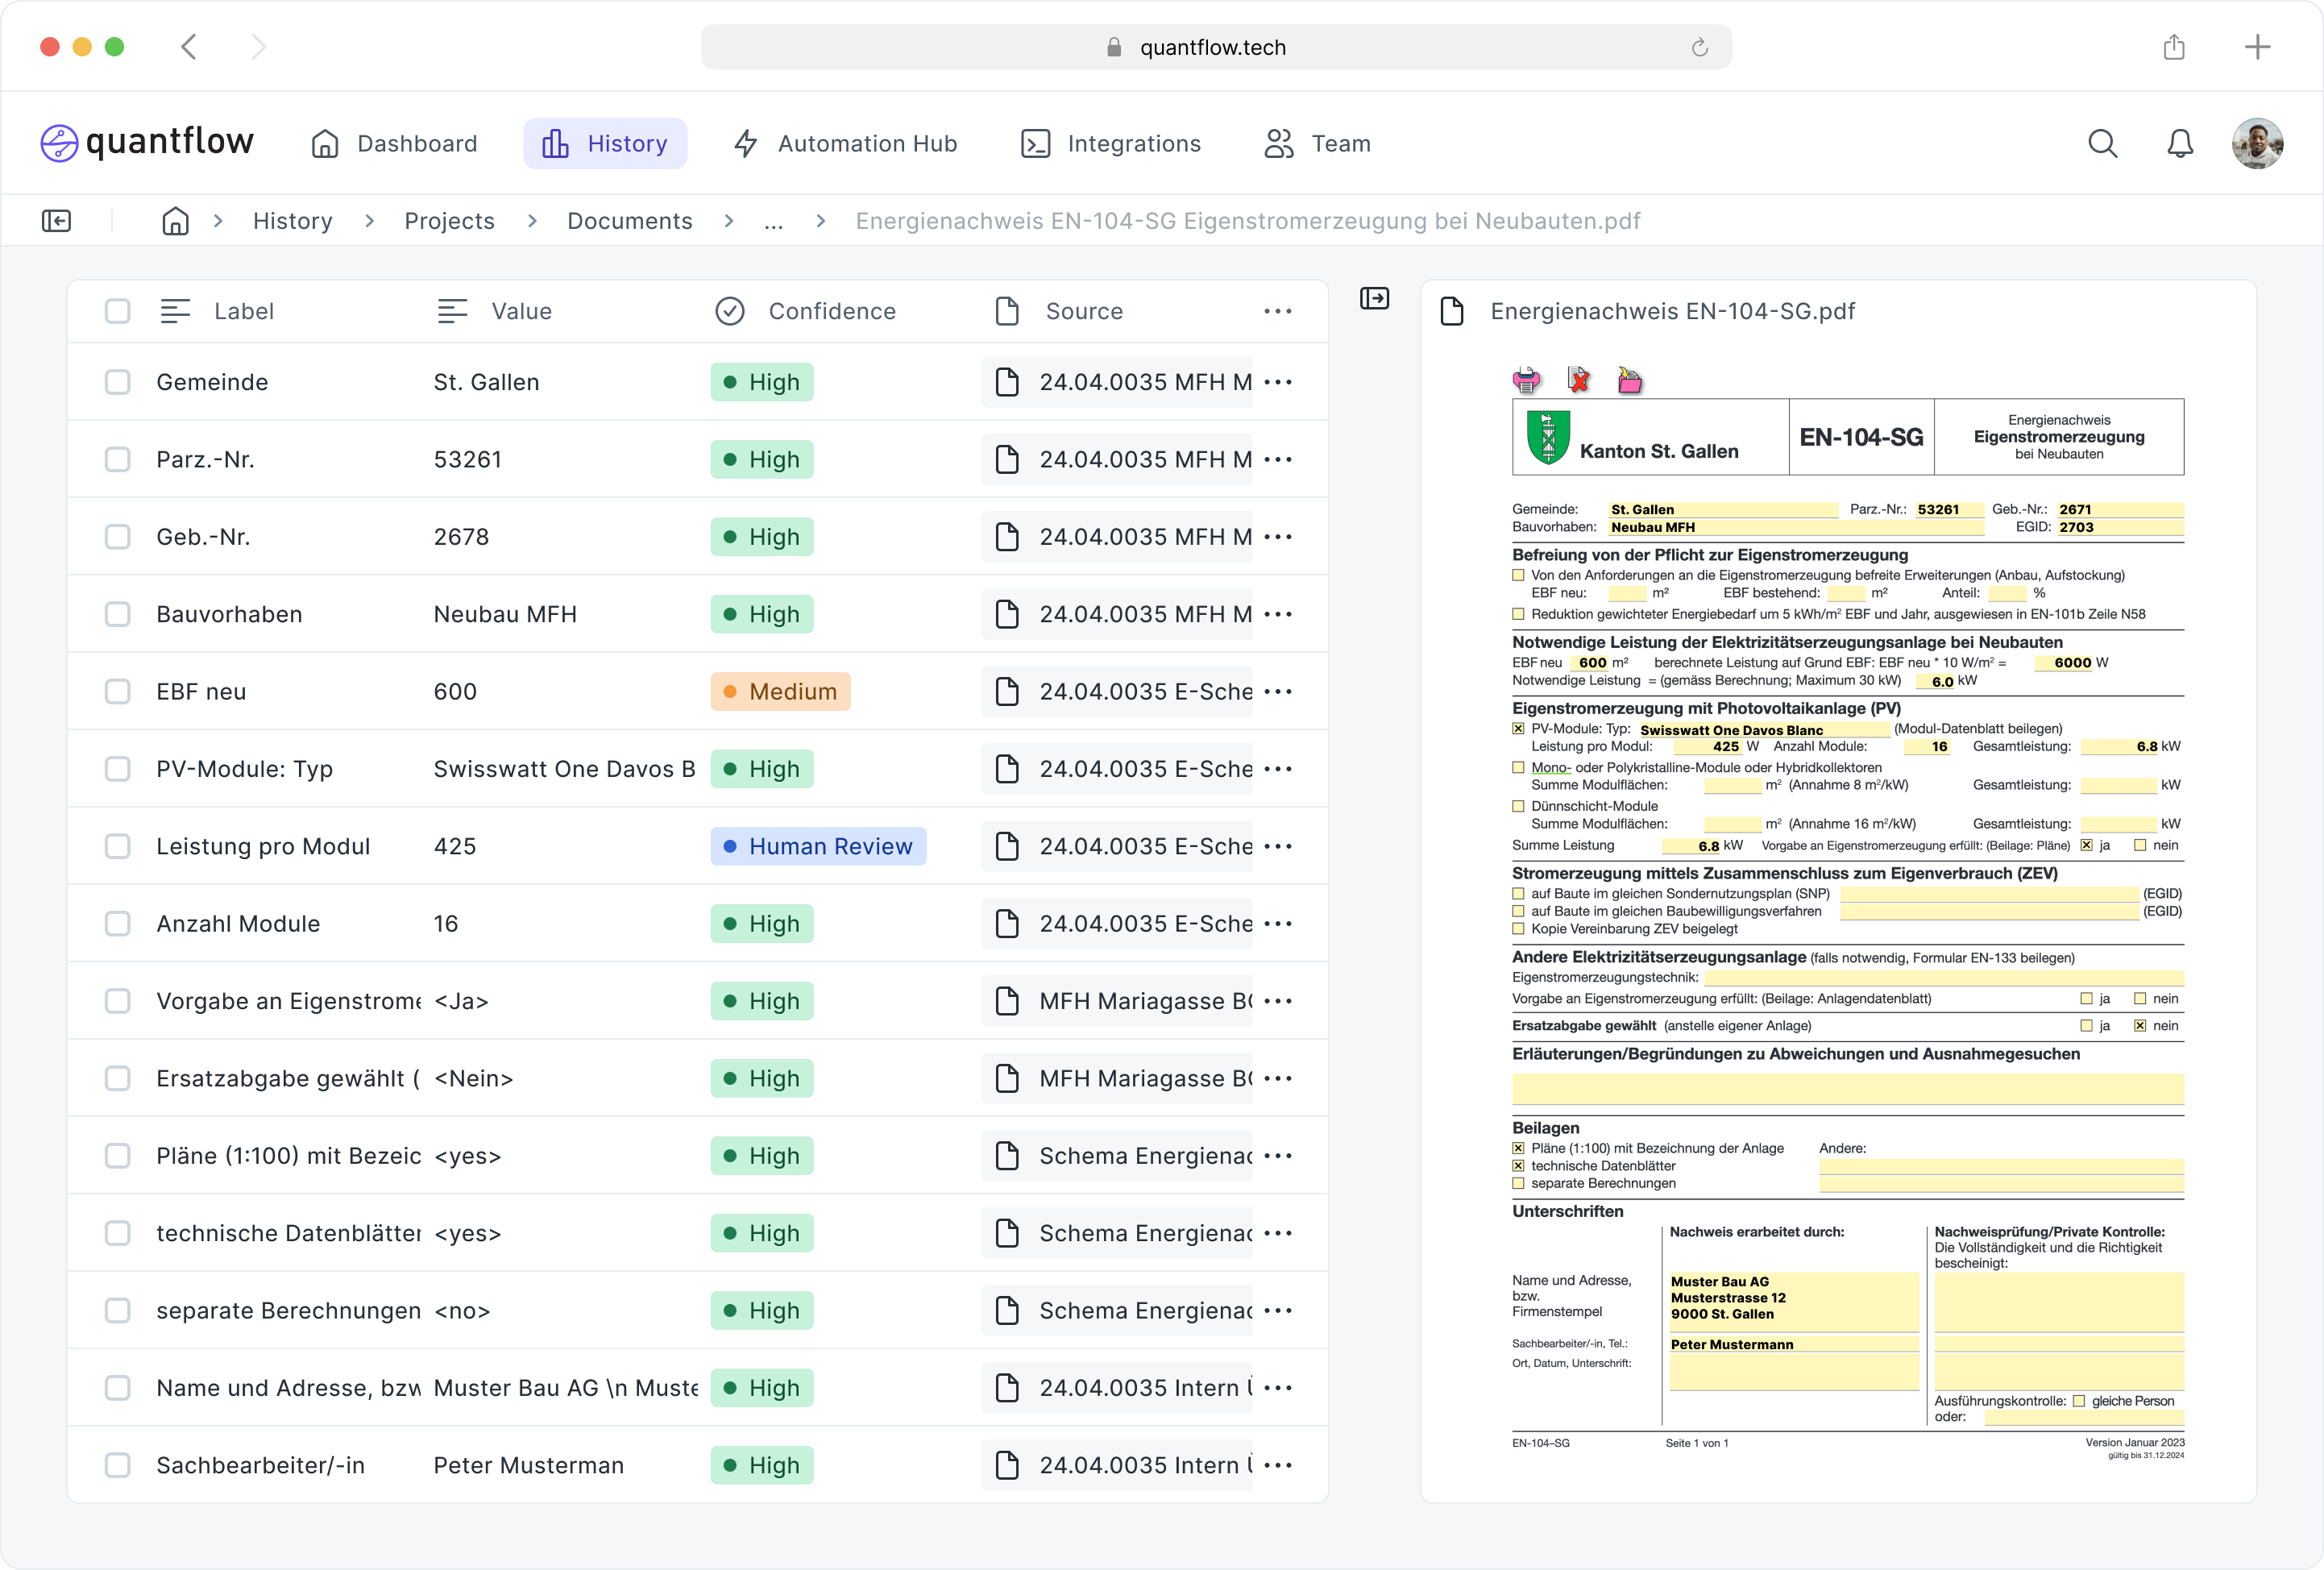 quantflow.tech
quantflow
Dashboard
History
Automation Hub
Integrations
Team
History
Projects
Documents
...
Energienachweis EN-104-SG Eigenstromerzeugung bei Neubauten.pdf
Label Value Confidence Source
Gemeinde St. Gallen High 24.04.0035 MFH M
Parz.-Nr. 53261 High 24.04.0035 MFH M
Geb.-Nr. 2678 High 24.04.0035 MFH M
Bauvorhaben Neubau MFH High 24.04.0035 MFH M
EBF neu 600 Medium 24.04.0035 E-Sche
PV-Module: Typ Swisswatt One Davos B High 24.04.0035 E-Sche
Leistung pro Modul 425 Human Review 24.04.0035 E-Sche
Anzahl Module 16 High 24.04.0035 E-Sche
Vorgabe an Eigenstrome <Ja> High MFH Mariagasse BG
Ersatzabgabe gewählt ( <Nein> High MFH Mariagasse BG
Pläne (1:100) mit Bezeic <yes> High Schema Energienac
technische Datenblätter <yes> High Schema Energienac
separate Berechnungen <no> High Schema Energienac
Name und Adresse, bzw Muster Bau AG \n Muste High 24.04.0035 Intern Ü
Sachbearbeiter/-in Peter Musterman High 24.04.0035 Intern Ü
Energienachweis EN-104-SG.pdf
Kanton St. Gallen
EN-104-SG
Energienachweis
Eigenstromerzeugung
bei Neubauten
Gemeinde: St. Gallen Parz.-Nr.: 53261 Geb.-Nr.: 2671
Bauvorhaben: Neubau MFH EGID: 2703
Befreiung von der Pflicht zur Eigenstromerzeugung
Von den Anforderungen an die Eigenstromerzeugung befreite Erweiterungen (Anbau, Aufstockung)
EBF neu: m² EBF bestehend: m² Anteil: %
Reduktion gewichteter Energiebedarf um 5 kWh/m² EBF und Jahr, ausgewiesen in EN-101b Zeile N58
Notwendige Leistung der Elektrizitätserzeugungsanlage bei Neubauten
EBF neu 600 m² berechnete Leistung auf Grund EBF: EBF neu * 10 W/m² = 6000 W
Notwendige Leistung = (gemäss Berechnung; Maximum 30 kW) 6.0 kW
Eigenstromerzeugung mit Photovoltaikanlage (PV)
PV-Module: Typ: Swisswatt One Davos Blanc (Modul-Datenblatt beilegen)
Leistung pro Modul: 425 W Anzahl Module: 16 Gesamtleistung: 6.8 kW
Mono- oder Polykristalline-Module oder Hybridkollektoren
Summe Modulflächen: m² (Annahme 8 m²/kW) Gesamtleistung: kW
Dünnschicht-Module
Summe Modulflächen: m² (Annahme 16 m²/kW) Gesamtleistung: kW
Summe Leistung 6.8 kW Vorgabe an Eigenstromerzeugung erfüllt: (Beilage: Pläne) ja nein
Stromerzeugung mittels Zusammenschluss zum Eigenverbrauch (ZEV)
auf Baute im gleichen Sondernutzungsplan (SNP) (EGID)
auf Baute im gleichen Baubewilligungsverfahren (EGID)
Kopie Vereinbarung ZEV beigelegt
Andere Elektrizitätserzeugungsanlage (falls notwendig, Formular EN-133 beilegen)
Eigenstromerzeugungstechnik:
Vorgabe an Eigenstromerzeugung erfüllt: (Beilage: Anlagendatenblatt) ja nein
Ersatzabgabe gewählt (anstelle eigener Anlage) ja nein
Erläuterungen/Begründungen zu Abweichungen und Ausnahmegesuchen
Beilagen
Pläne (1:100) mit Bezeichnung der Anlage Andere:
technische Datenblätter
separate Berechnungen
Unterschriften
Nachweis erarbeitet durch:
Nachweisprüfung/Private Kontrolle:
Die Vollständigkeit und die Richtigkeit
bescheinigt:
Name und Adresse,
bzw.
Firmenstempel
Muster Bau AG
Musterstrasse 12
9000 St. Gallen
Sachbearbeiter/-in, Tel.: Peter Mustermann
Ort, Datum, Unterschrift:
Ausführungskontrolle: gleiche Person
oder:
EN-104–SG Seite 1 von 1 Version Januar 2023
gültig bis 31.12.2024